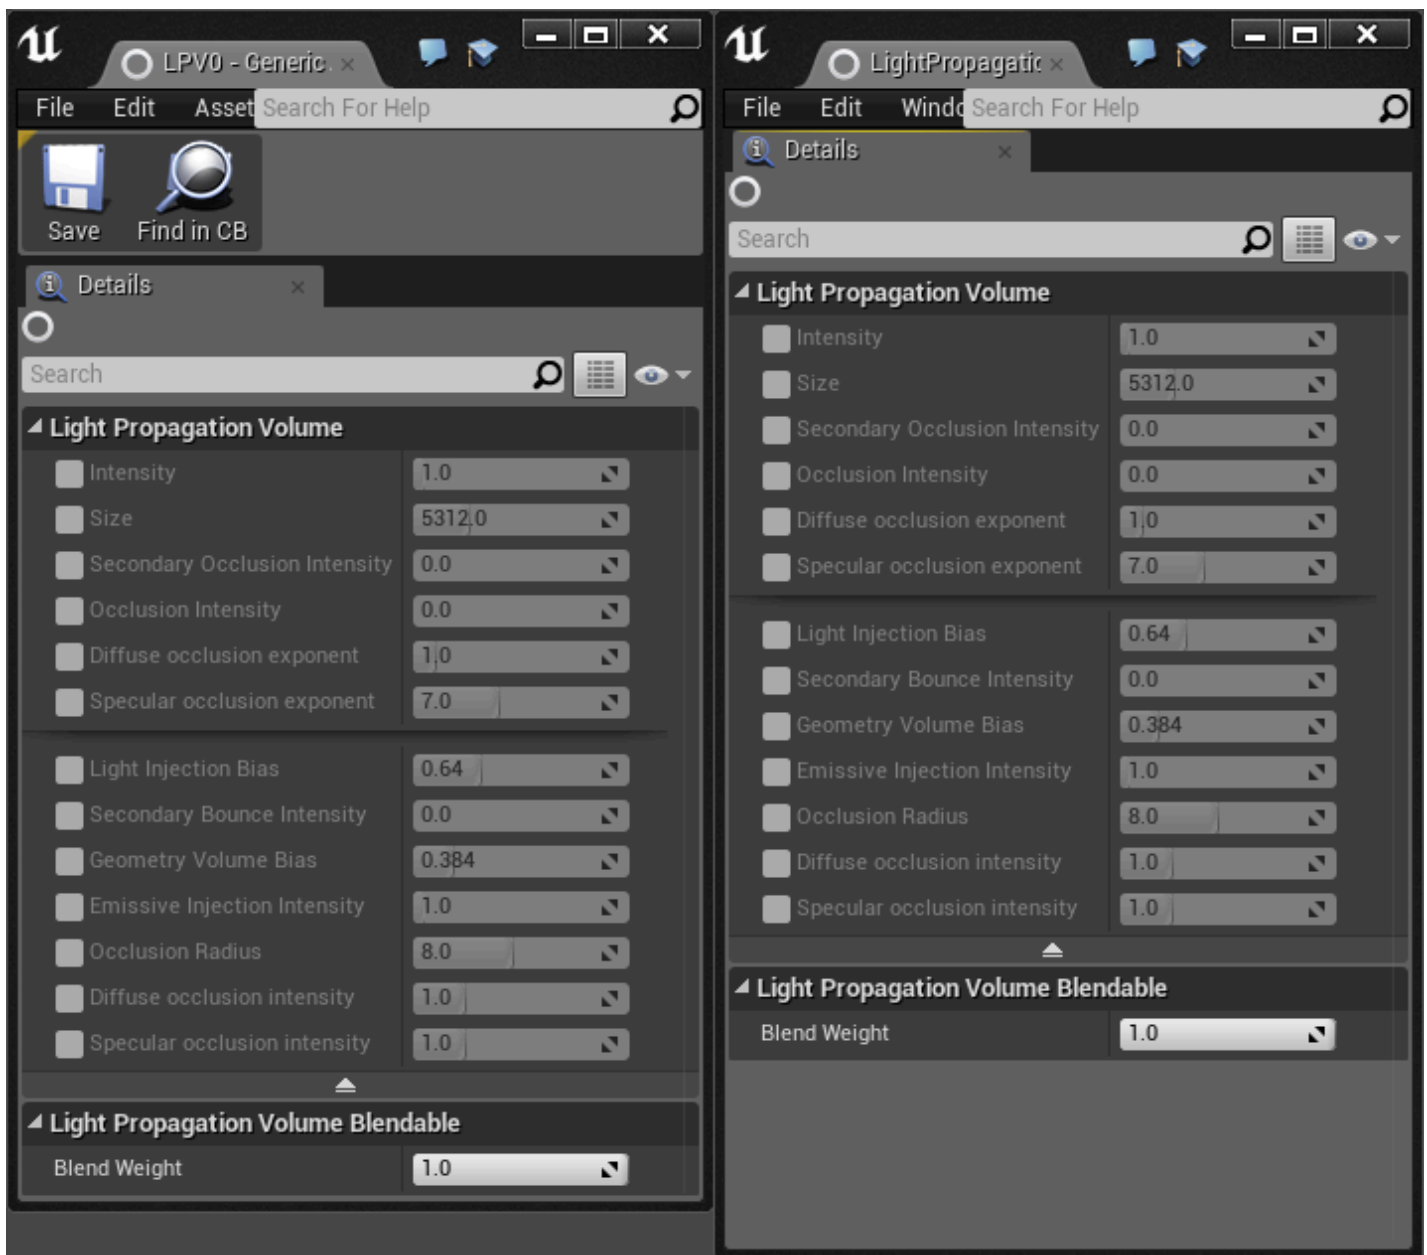 LPV0 - Generic
File Edit Asset Search For Help
Save Find in CB
Details
Search
Light Propagation Volume
Intensity 1.0
Size 5312.0
Secondary Occlusion Intensity 0.0
Occlusion Intensity 0.0
Diffuse occlusion exponent 1.0
Specular occlusion exponent 7.0
Light Injection Bias 0.64
Secondary Bounce Intensity 0.0
Geometry Volume Bias 0.384
Emissive Injection Intensity 1.0
Occlusion Radius 8.0
Diffuse occlusion intensity 1.0
Specular occlusion intensity 1.0
Light Propagation Volume Blendable
Blend Weight 1.0
LightPropagatic
File Edit Windo Search For Help
Details
Search
Light Propagation Volume
Intensity 1.0
Size 5312.0
Secondary Occlusion Intensity 0.0
Occlusion Intensity 0.0
Diffuse occlusion exponent 1.0
Specular occlusion exponent 7.0
Light Injection Bias 0.64
Secondary Bounce Intensity 0.0
Geometry Volume Bias 0.384
Emissive Injection Intensity 1.0
Occlusion Radius 8.0
Diffuse occlusion intensity 1.0
Specular occlusion intensity 1.0
Light Propagation Volume Blendable
Blend Weight 1.0